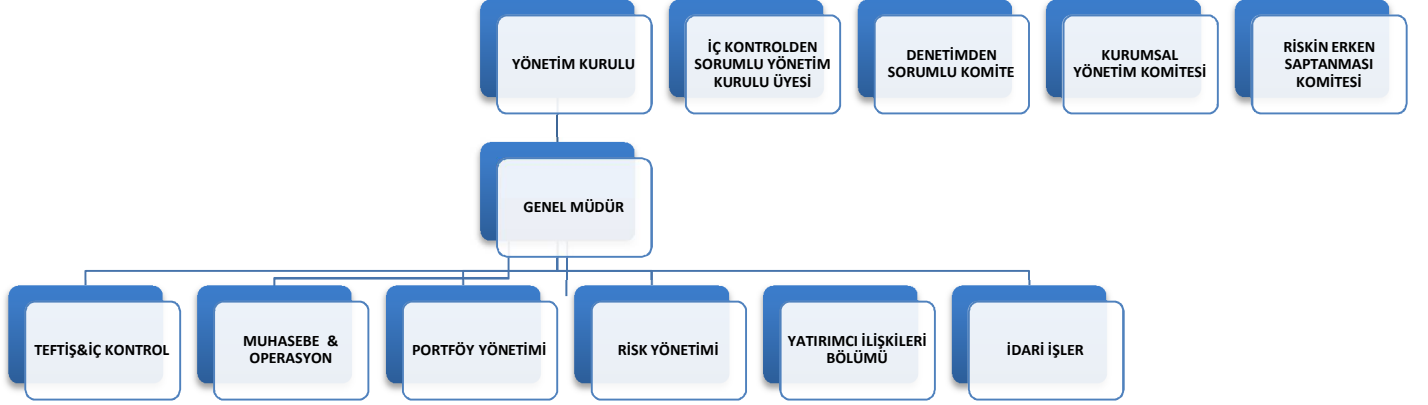 YÖNETİM KURULU
İÇ KONTROLDEN
SORUMLU YÖNETİM
KURULU ÜYESİ
DENETİMDEN
SORUMLU KOMİTE
KURUMSAL
YÖNETİM KOMİTESİ
RİSKİN ERKEN
SAPTANMASI
KOMİTESİ
GENEL MÜDÜR
TEFTİŞ&İÇ KONTROL
MUHASEBE &
OPERASYON
PORTFÖY YÖNETİMİ
RİSK YÖNETİMİ
YATIRIMCI İLİŞKİLERİ
BÖLÜMÜ
İDARİ İŞLER